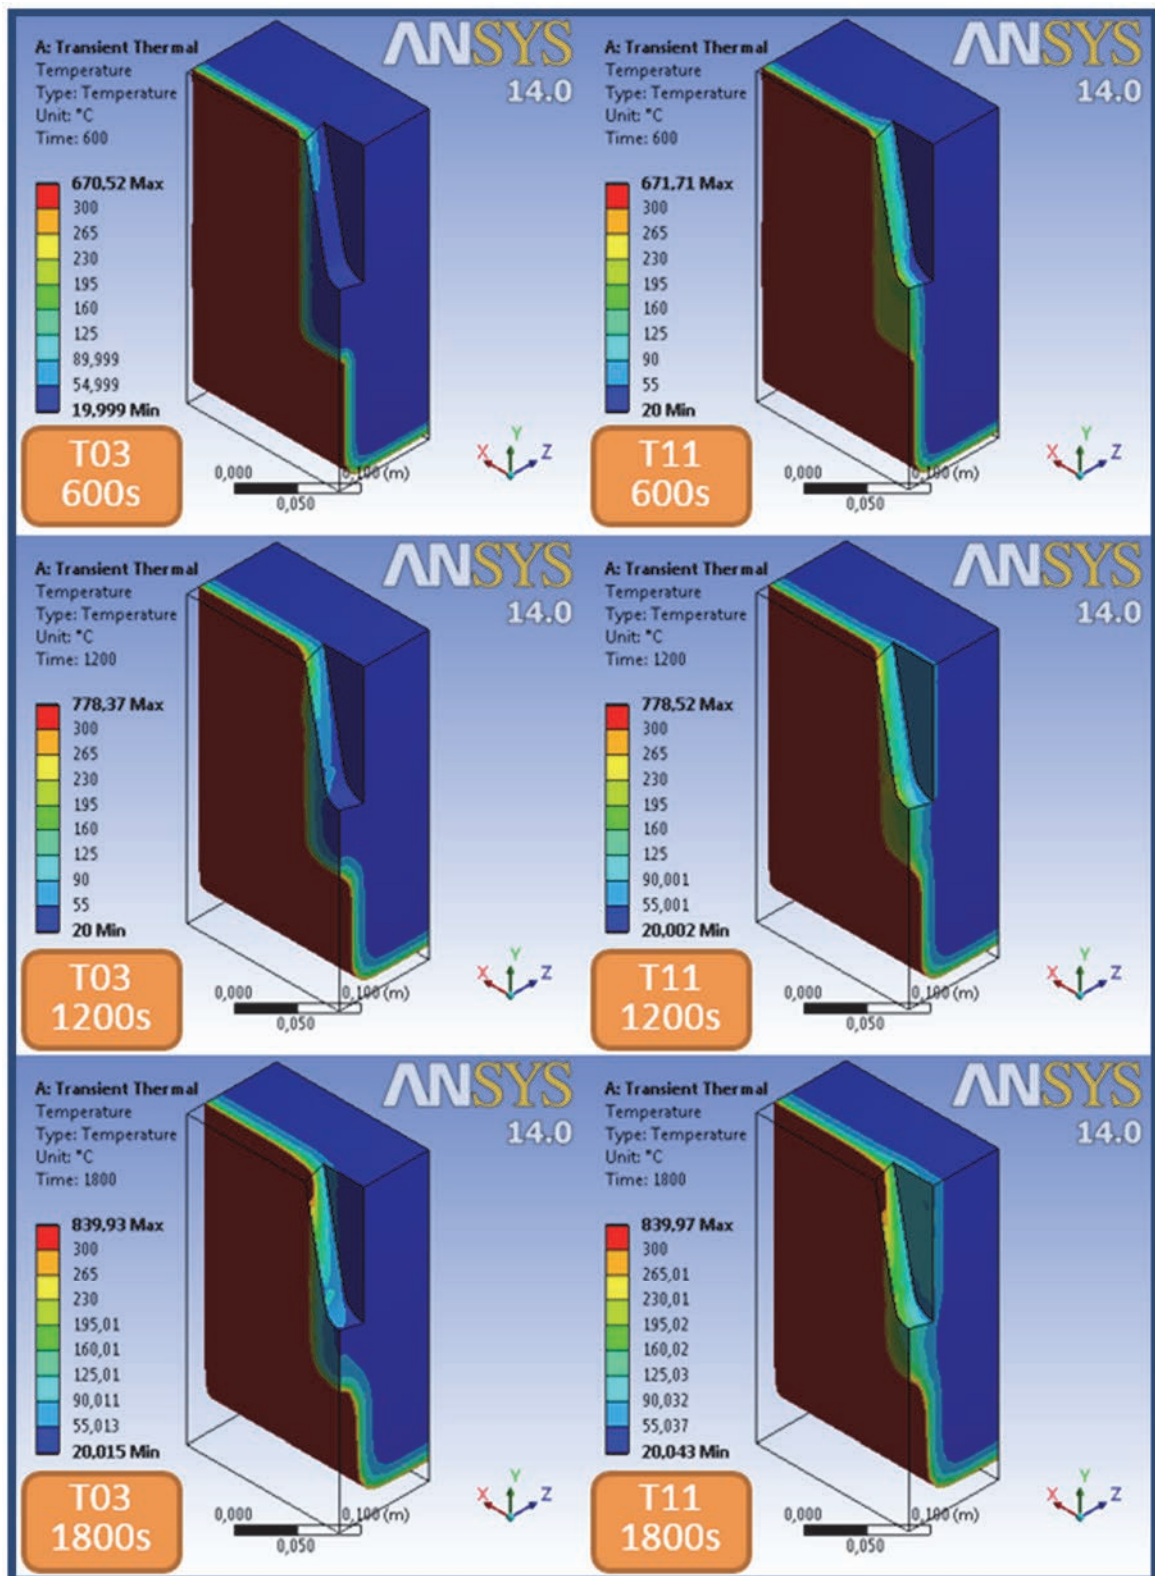 A: Transient Thermal
Temperature
Type: Temperature
Unit: °C
Time: 600
ANSYS
14.0
670,52 Max
300
265
230
195
160
125
89,999
54,999
19,999 Min
T03
600s
0,000
0,100 (m)
0,050
X
Y
Z
A: Transient Thermal
Temperature
Type: Temperature
Unit: °C
Time: 600
ANSYS
14.0
671,71 Max
300
265
230
195
160
125
90
55
20 Min
T11
600s
0,000
0,100 (m)
0,050
X
Y
Z
A: Transient Thermal
Temperature
Type: Temperature
Unit: °C
Time: 1200
ANSYS
14.0
778,37 Max
300
265
230
195
160
125
90
55
20 Min
T03
1200s
0,000
0,100 (m)
0,050
X
Y
Z
A: Transient Thermal
Temperature
Type: Temperature
Unit: °C
Time: 1200
ANSYS
14.0
778,52 Max
300
265
230
195
160
125
90,001
55,001
20,002 Min
T11
1200s
0,000
0,100 (m)
0,050
X
Y
Z
A: Transient Thermal
Temperature
Type: Temperature
Unit: °C
Time: 1800
ANSYS
14.0
839,93 Max
300
265
230
195,01
160,01
125,01
90,011
55,013
20,015 Min
T03
1800s
0,000
0,100 (m)
0,050
X
Y
Z
A: Transient Thermal
Temperature
Type: Temperature
Unit: °C
Time: 1800
ANSYS
14.0
839,97 Max
300
265,01
230,01
195,02
160,02
125,03
90,032
55,037
20,043 Min
T11
1800s
0,000
0,100 (m)
0,050
X
Y
Z